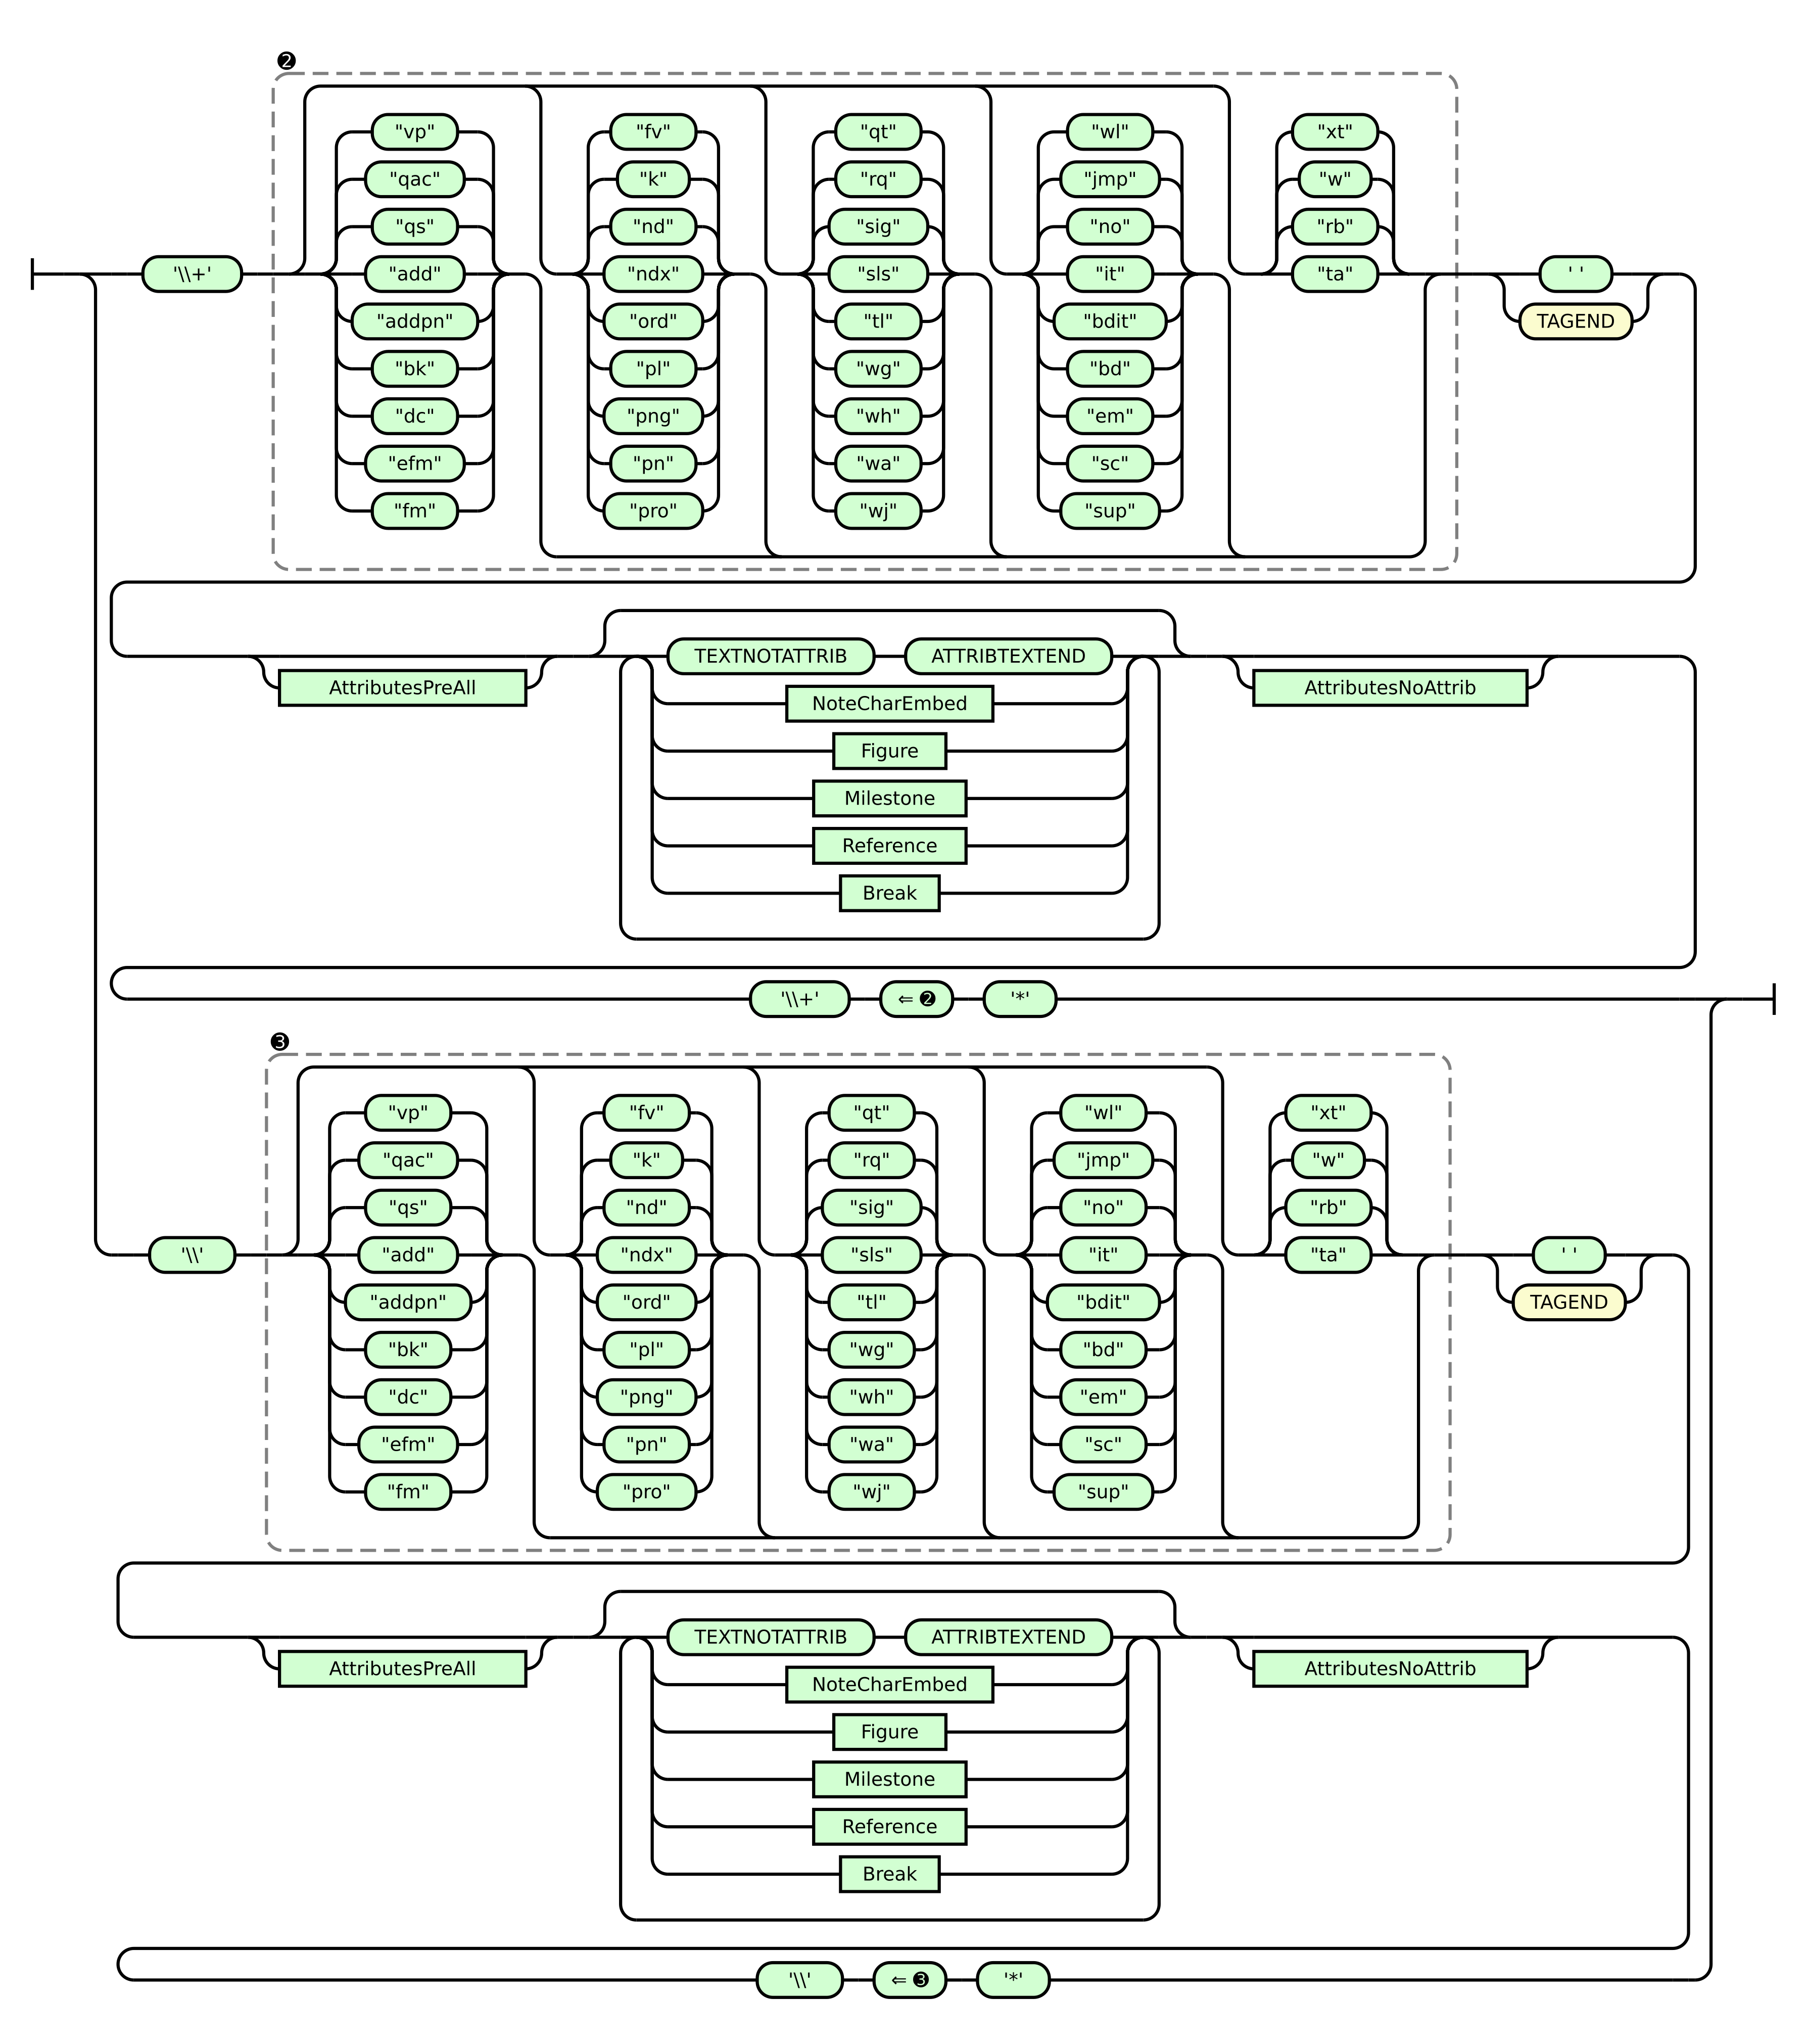 ❷
"vp" "fv" "qt" "wl" "xt"
"qac" "k" "rq" "jmp" "w"
"qs" "nd" "sig" "no" "rb"
'\\+' "add" "ndx" "sls" "it" "ta" ' '
"addpn" "ord" "tl" "bdit" TAGEND
"bk" "pl" "wg" "bd"
"dc" "png" "wh" "em"
"efm" "pn" "wa" "sc"
"fm" "pro" "wj" "sup"
TEXTNOTATTRIB ATTRIBTEXTEND
AttributesPreAll NoteCharEmbed AttributesNoAttrib
Figure
Milestone
Reference
Break
'\\+' ⇐ ❷ '*'
❸
"vp" "fv" "qt" "wl" "xt"
"qac" "k" "rq" "jmp" "w"
"qs" "nd" "sig" "no" "rb"
'\\' "add" "ndx" "sls" "it" "ta" ' '
"addpn" "ord" "tl" "bdit" TAGEND
"bk" "pl" "wg" "bd"
"dc" "png" "wh" "em"
"efm" "pn" "wa" "sc"
"fm" "pro" "wj" "sup"
TEXTNOTATTRIB ATTRIBTEXTEND
AttributesPreAll NoteCharEmbed AttributesNoAttrib
Figure
Milestone
Reference
Break
'\\' ⇐ ❸ '*'